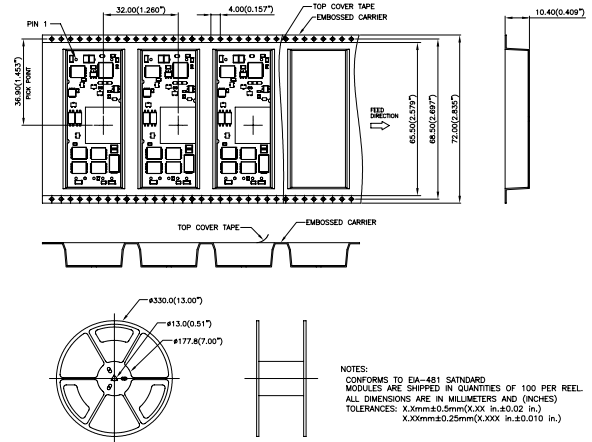 32.00(1.260")
4.00(0.157")
TOP COVER TAPE
EMBOSSED CARRIER
10.40(0.409")
PIN 1
36.90(1.453")
PICK POINT
FEED
DIRECTION
65.50(2.579")
68.50(2.697")
72.00(2.835")
TOP COVER TAPE
EMBOSSED CARRIER
ø330.0(13.00")
ø13.0(0.51")
ø177.8(7.00")
NOTES:
CONFORMS TO EIA-481 SATNDARD
MODULES ARE SHIPPED IN QUANTITIES OF 100 PER REEL.
ALL DIMENSIONS ARE IN MILLIMETERS AND (INCHES)
TOLERANCES: X.Xmm±0.5mm(X.XX in.±0.02 in.)
X.XXmm±0.25mm(X.XXX in.±0.010 in.)